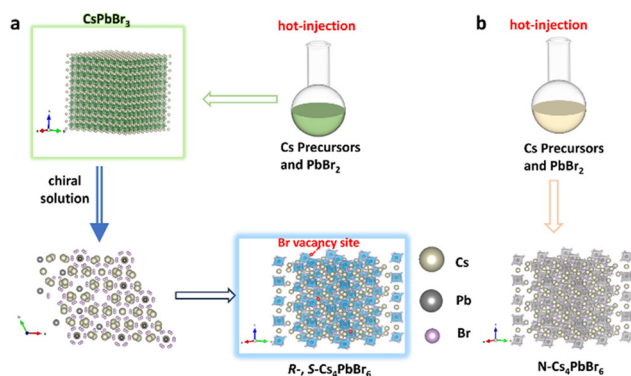 a
CsPbBr3
hot-injection
Cs Precursors
and PbBr2
chiral
solution
Br vacancy site
R-, S-Cs4PbBr6
Cs
Pb
Br
b
hot-injection
Cs Precursors
and PbBr2
N-Cs4PbBr6